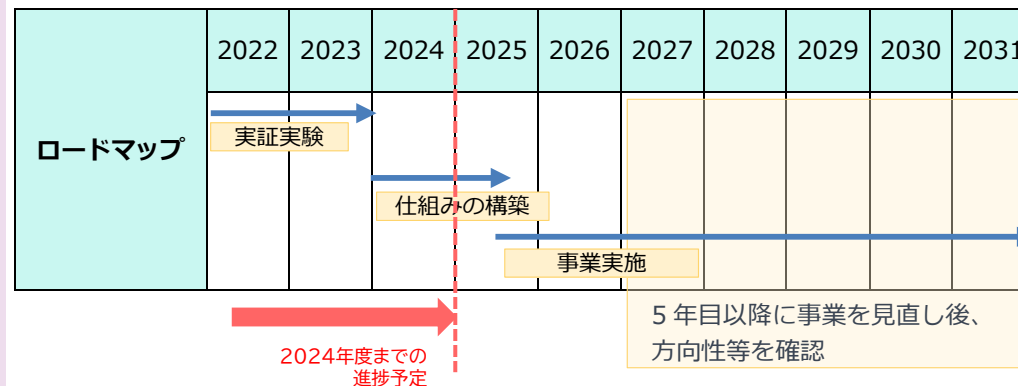 2022 2023 2024 2025 2026 2027 2028 2029 2030 2031
ロードマップ
実証実験
仕組みの構築
事業実施
2024年度までの
進捗予定
5年目以降に事業を見直し後、
方向性等を確認